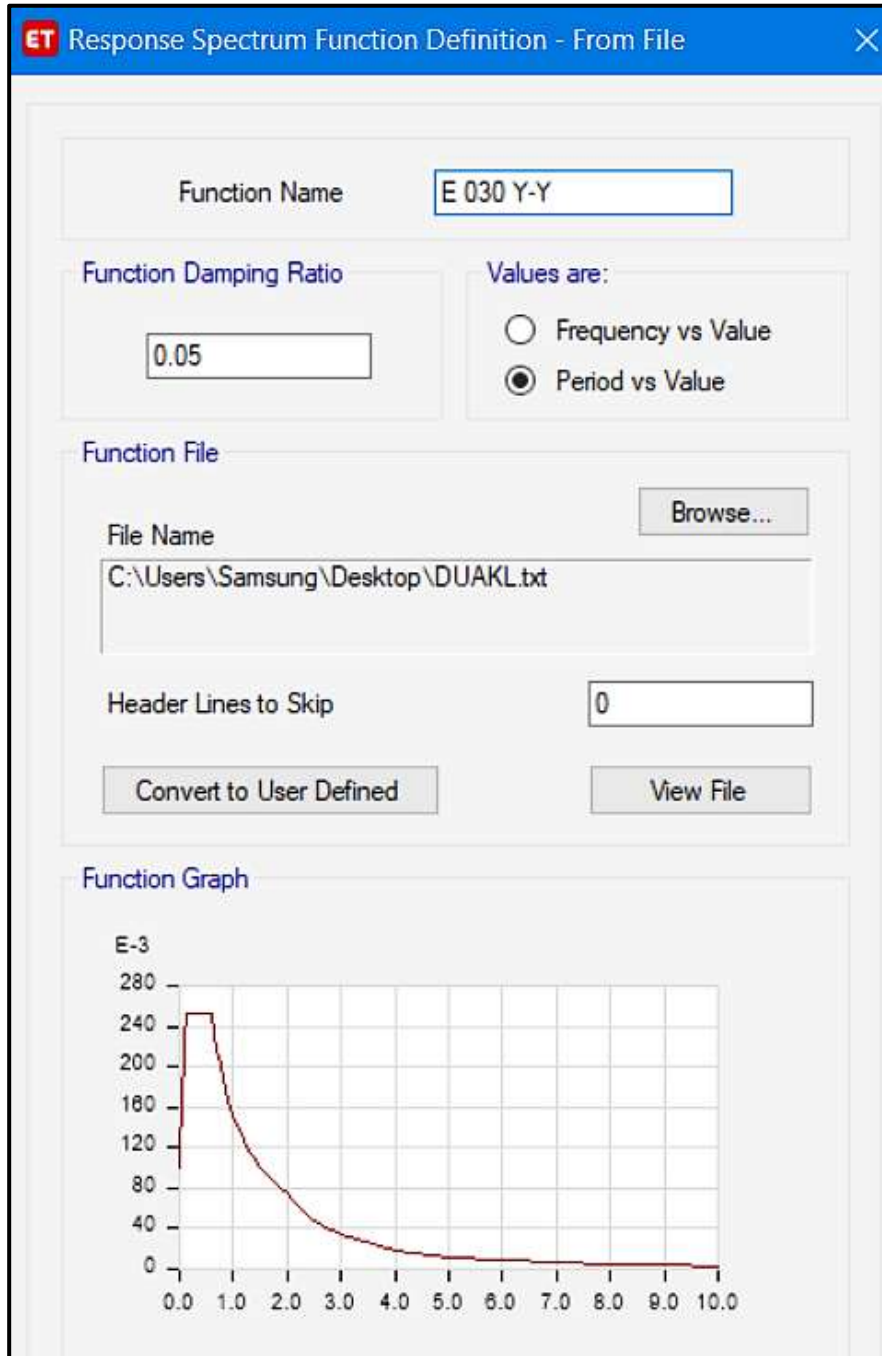 ET Response Spectrum Function Definition - From File
Function Name E 030 Y-Y
Function Damping Ratio
0.05
Values are:
Frequency vs Value
Period vs Value
Function File
Browse...
File Name
C:\Users\Samsung\Desktop\DUAKL.txt
Header Lines to Skip 0
Convert to User Defined View File
Function Graph
E-3
280
240
200
160
120
80
40
0
0.0 1.0 2.0 3.0 4.0 5.0 6.0 7.0 8.0 9.0 10.0